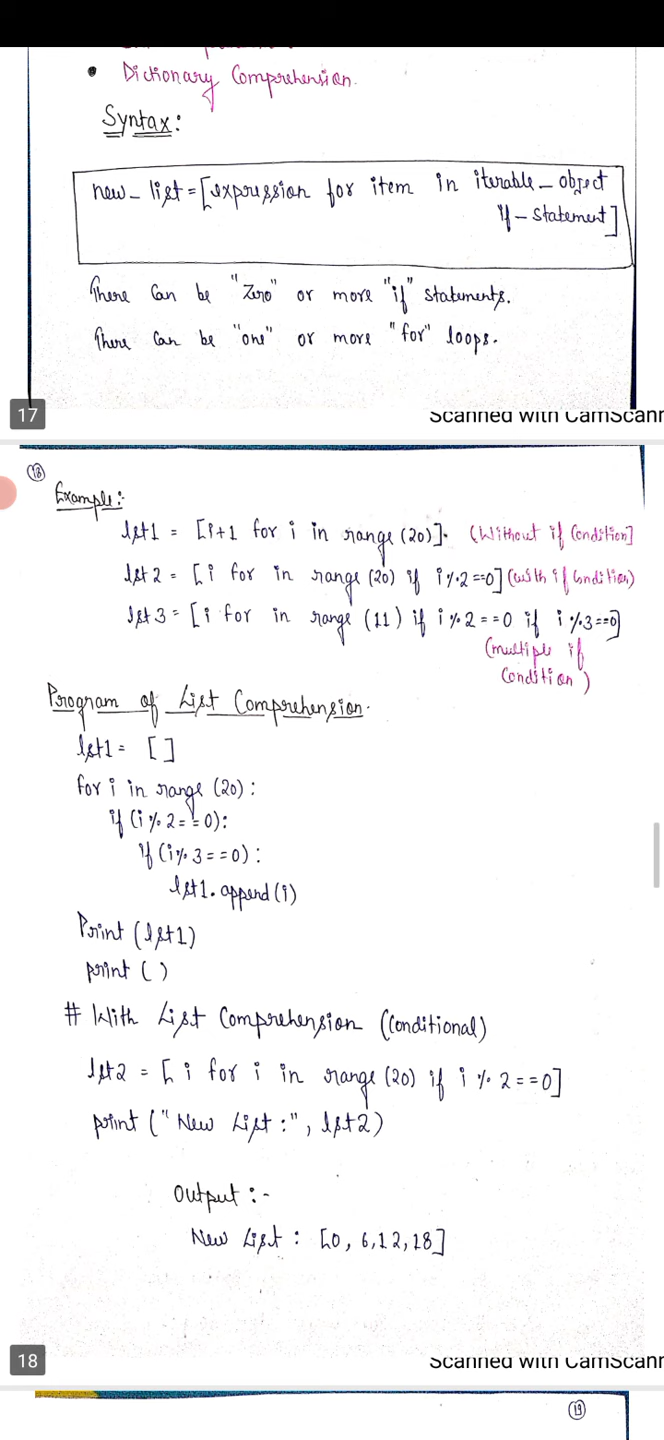 • Dictionary Comprehension.
Syntax:
new_list = [expression for item in iterable_object
if-statement]
There can be "zero" or more "if" statements.
There can be "one" or more "for" loops.
17
Scanned with CamScann
18
Example:
lst1 = [i+1 for i in range (20)]. (Without if Condition]
lst2 = [i for in range (20) if i%2==0] (with if Condition)
lst3 = [i for in range (11) if i%2==0 if i%3==0]
(multiple if
Condition)
Program of List Comprehension.
lst1 = []
for i in range (20):
if (i%2==0):
if (i%3==0):
lst1.append(i)
Print (lst1)
print ()
# With List Comprehension (Conditional)
lst2 = [i for i in range (20) if i % 2==0]
print ("New List:", lst2)
Output :-
New List : [0, 6, 12, 18]
18
Scanned with CamScann
19